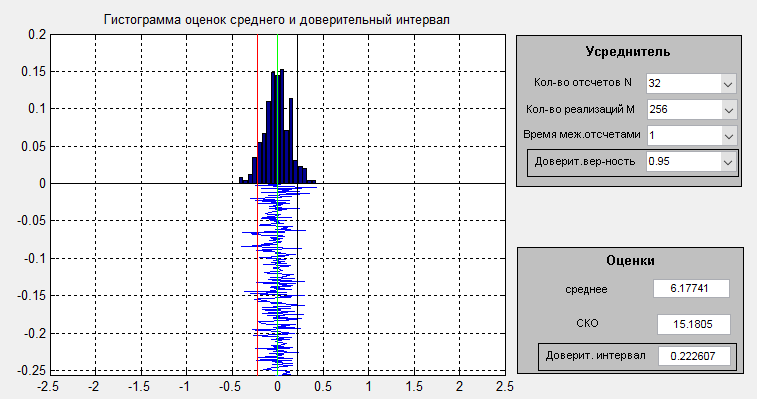 Гистограмма оценок среднего и доверительный интервал
0.2
0.15
0.1
0.05
0
-0.05
-0.1
-0.15
-0.2
-0.25
-2.5 -2 -1.5 -1 -0.5 0 0.5 1 1.5 2 2.5
Усреднитель
Кол-во отсчетов N 32
Кол-во реализаций М 256
Время меж.отсчетами 1
Доверит.вер-ность 0.95
Оценки
среднее 6.17741
СКО 15.1805
Доверит. интервал 0.222607